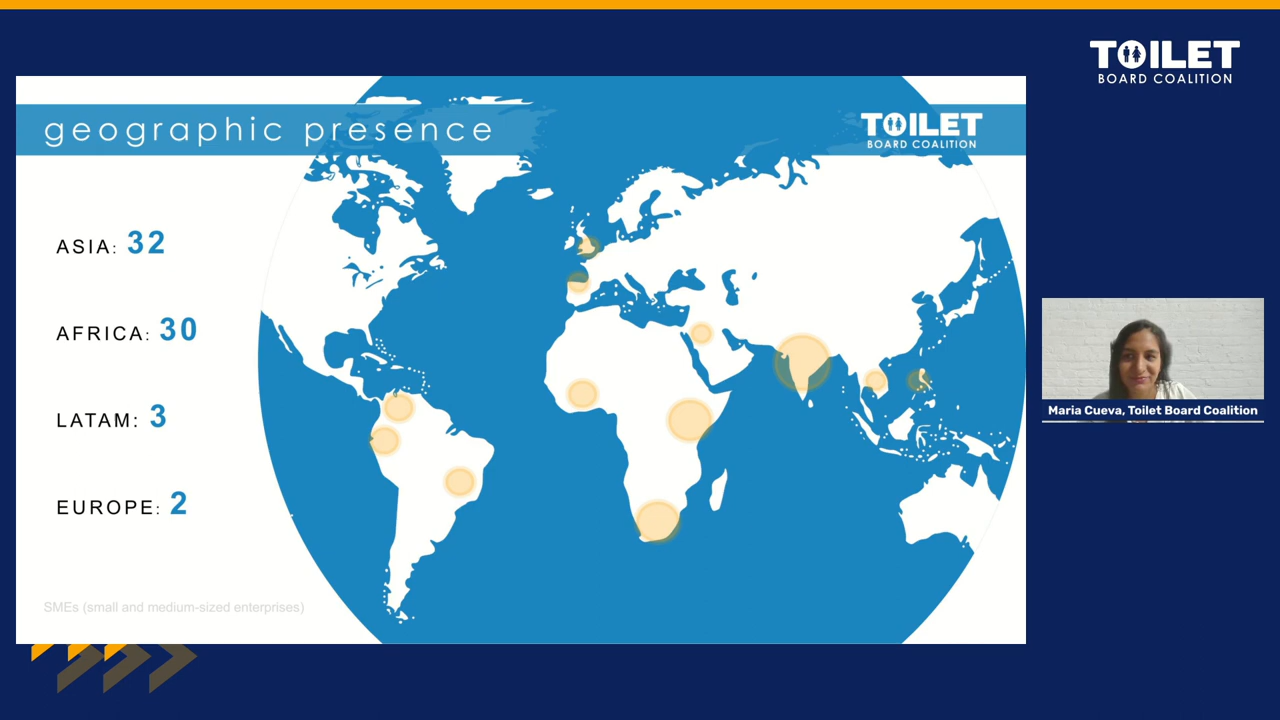 TOILET
BOARD COALITION
geographic presence
TOILET
BOARD COALITION
ASIA: 32
AFRICA: 30
LATAM: 3
EUROPE: 2
SMEs (small and medium-sized enterprises)
Maria Cueva, Toilet Board Coalition